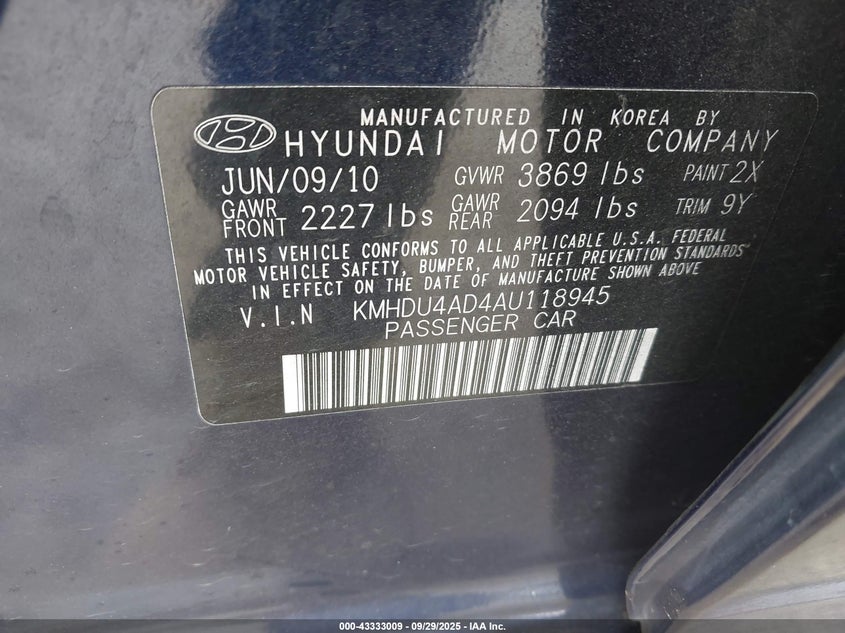 MANUFACTURED IN KOREA BY
HYUNDAI MOTOR COMPANY
JUN/09/10 GVWR 3869 lbs PAINT 2X
GAWR FRONT 2227 lbs GAWR REAR 2094 lbs TRIM 9Y
THIS VEHICLE CONFORMS TO ALL APPLICABLE U.S.A. FEDERAL
MOTOR VEHICLE SAFETY, BUMPER, AND THEFT PREVENTION STANDARDS
IN EFFECT ON THE DATE OF MANUFACTURE SHOWN ABOVE
V.I.N KMHDU4AD4AU118945
PASSENGER CAR
000-43333009 - 09/29/2025 - IAA Inc.